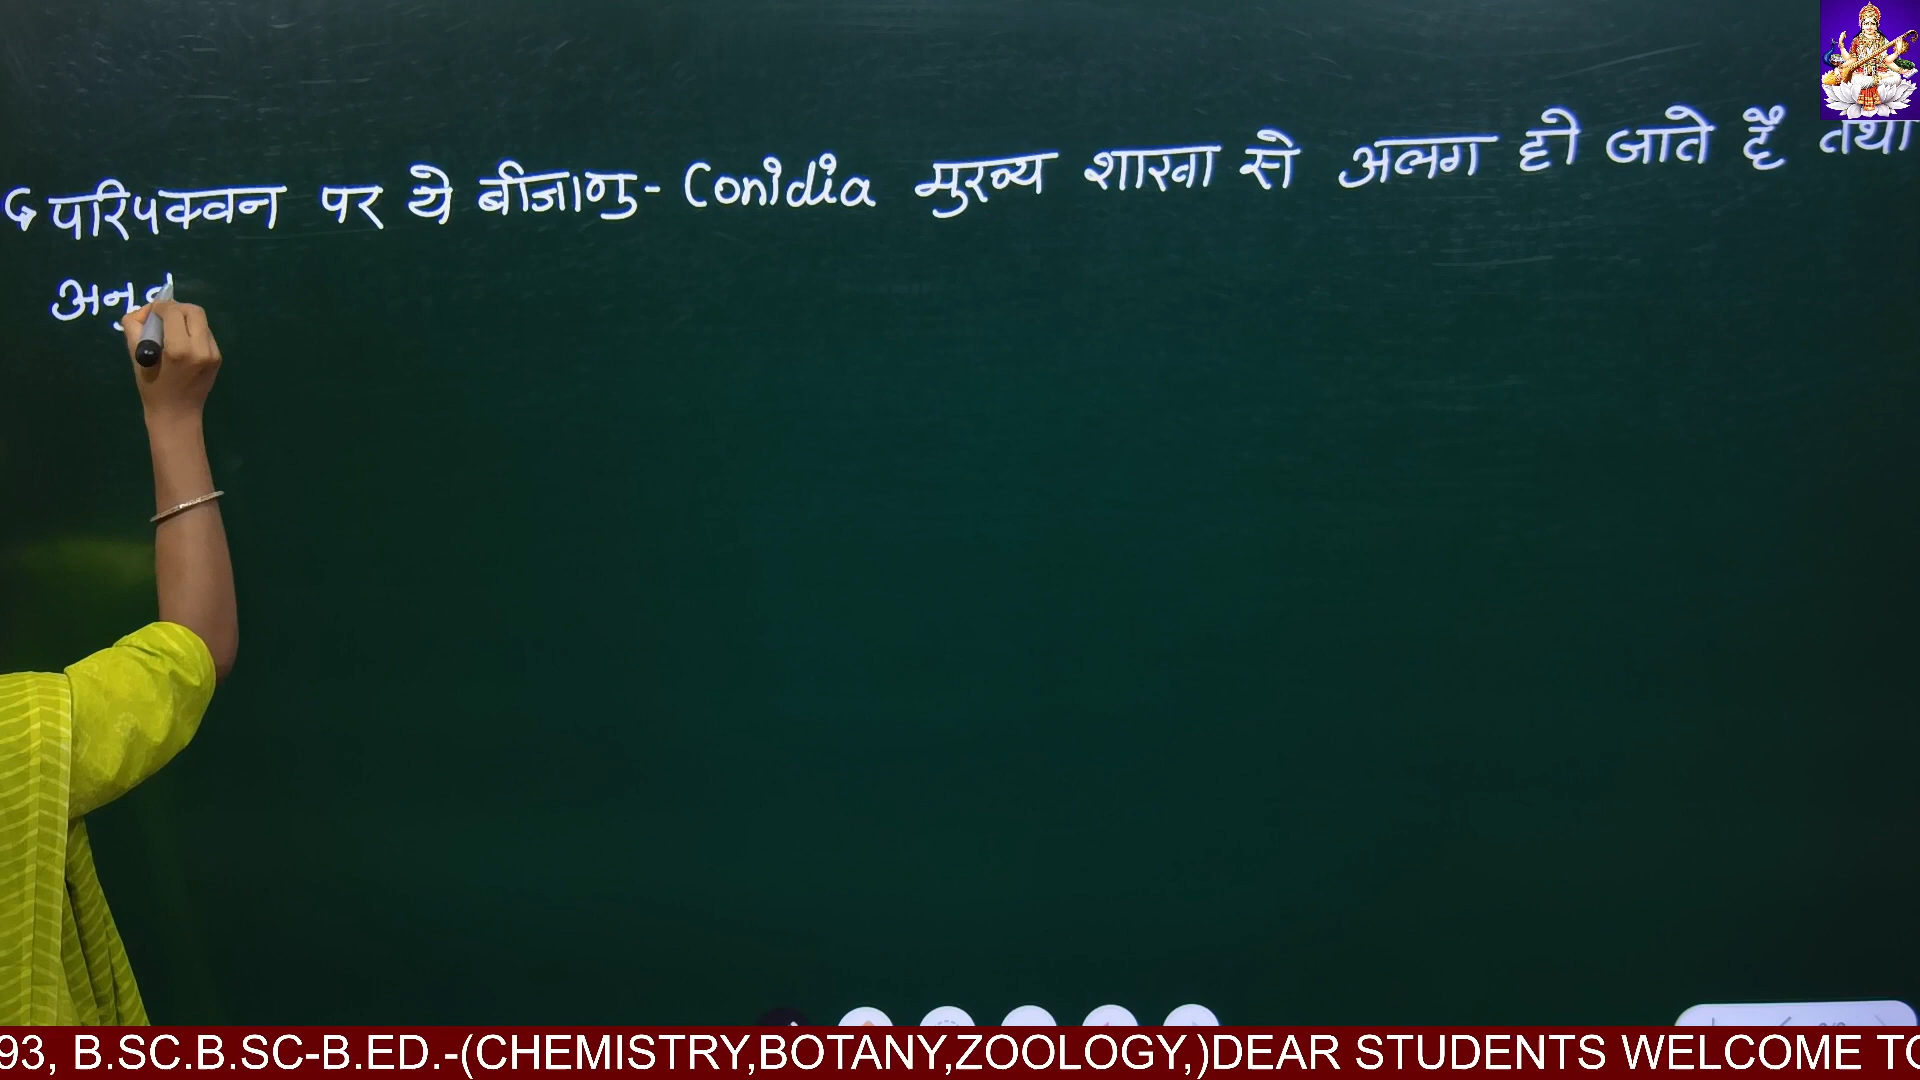 ↳ परिपक्वन पर ये बीजाणु - Conidia मुख्य शाखा से अलग हो जाते है तथा
93, B.SC.B.SC-B.ED.-(CHEMISTRY,BOTANY,ZOOLOGY,)DEAR STUDENTS WELCOME TO